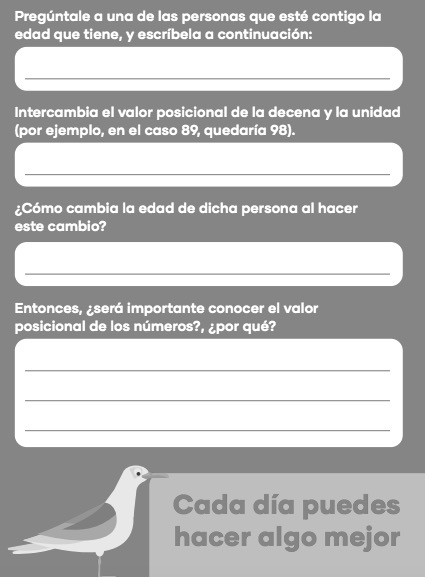 Pregúntale a una de las personas que esté contigo la
edad que tiene, y escríbela a continuación:
Intercambia el valor posicional de la decena y la unidad
(por ejemplo, en el caso 89, quedaría 98).
¿Cómo cambia la edad de dicha persona al hacer
este cambio?
Entonces, ¿será importante conocer el valor
posicional de los números?, ¿por qué?
Cada día puedes
hacer algo mejor